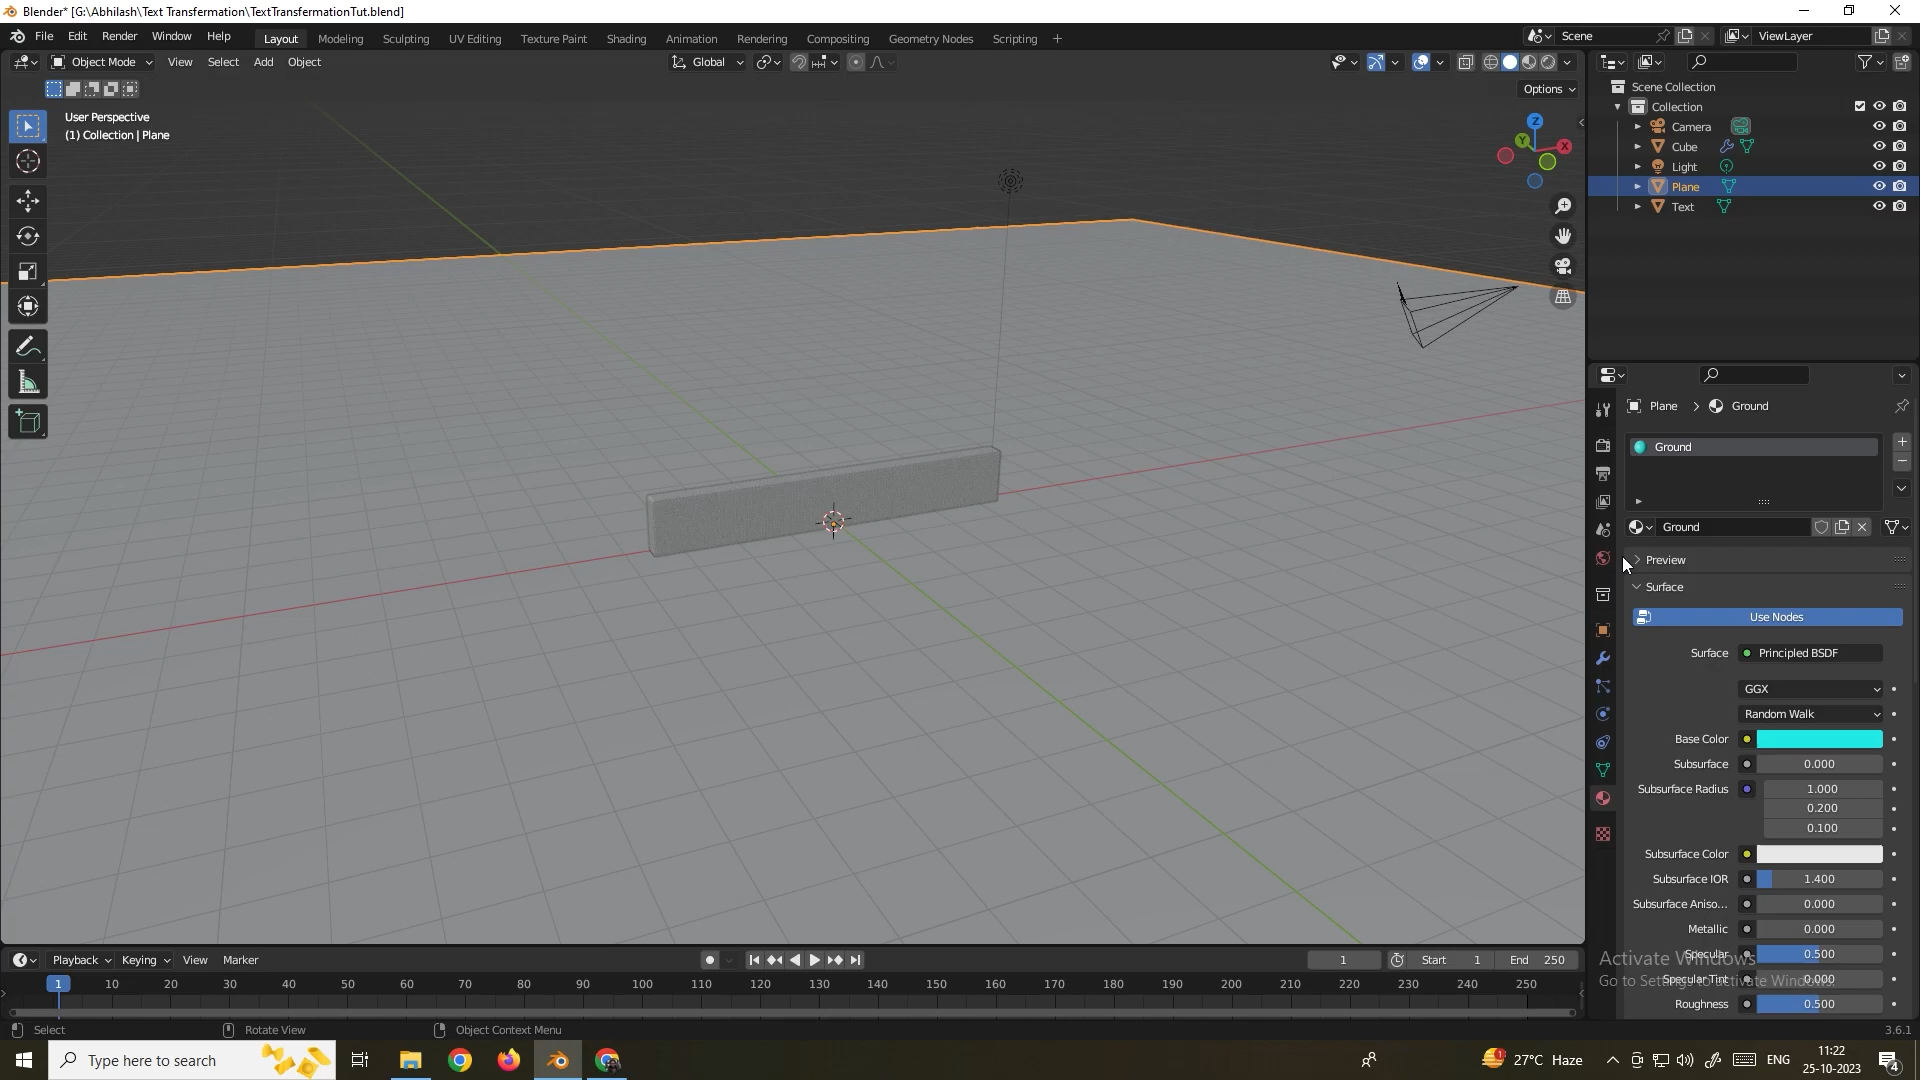 Blender* [G:\Abhilash\Text Transfermation\TextTransfermationTut.blend]
File Edit Render Window Help Layout Modeling Sculpting UV Editing Texture Paint Shading Animation Rendering Compositing Geometry Nodes Scripting + Scene ViewLayer
Object Mode View Select Add Object Global
Options
User Perspective
(1) Collection | Plane
Z
Y
X
Scene Collection
Collection
Camera
Cube
Light
Plane
Text
Plane > Ground
Ground
Ground
Preview
Surface
Use Nodes
Surface Principled BSDF
GGX
Random Walk
Base Color
Subsurface 0.000
Subsurface Radius 1.000
0.200
0.100
Subsurface Color
Subsurface IOR 1.400
Subsurface Aniso... 0.000
Metallic 0.000
Specular 0.500
Specular Tint 0.000
Roughness 0.500
Activate Windows
Go to Settings to activate Windows.
Playback Keying View Marker 1 Start 1 End 250
1 10 20 30 40 50 60 70 80 90 100 110 120 130 140 150 160 170 180 190 200 210 220 230 240 250
Select Rotate View Object Context Menu 3.6.1
Type here to search 1 27°C Haze ENG 11:22
25-10-2023 4